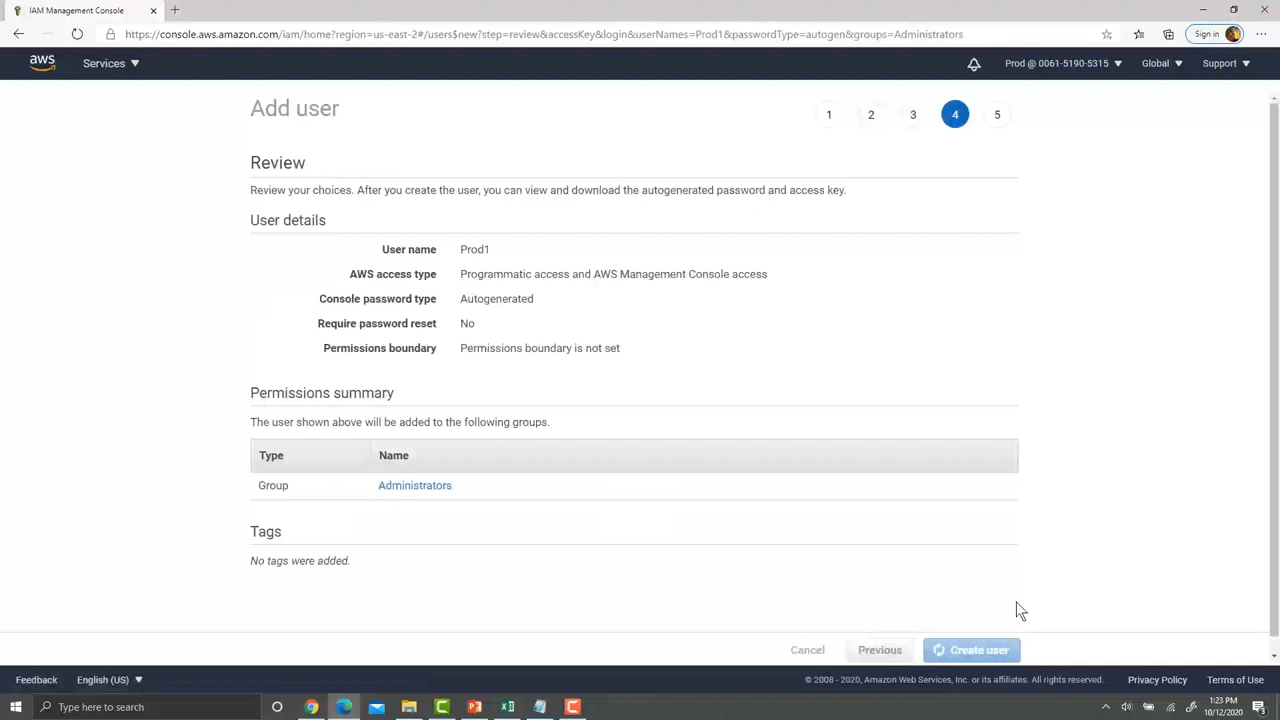 IAM Management Console
https://console.aws.amazon.com/iam/home?region=us-east-2#/users$new?step=review&accessKey&login&userNames=Prod1&passwordType=autogen&groups=Administrators
Sign in
aws
Services
Prod @ 0061-5190-5315
Global
Support
Add user
1
2
3
4
5
Review
Review your choices. After you create the user, you can view and download the autogenerated password and access key.
User details
User name Prod1
AWS access type Programmatic access and AWS Management Console access
Console password type Autogenerated
Require password reset No
Permissions boundary Permissions boundary is not set
Permissions summary
The user shown above will be added to the following groups.
Type Name
Group Administrators
Tags
No tags were added.
Cancel Previous Create user
Feedback English (US) © 2008 - 2020, Amazon Web Services, Inc. or its affiliates. All rights reserved. Privacy Policy Terms of Use
Type here to search
1:23 PM
10/12/2020
3